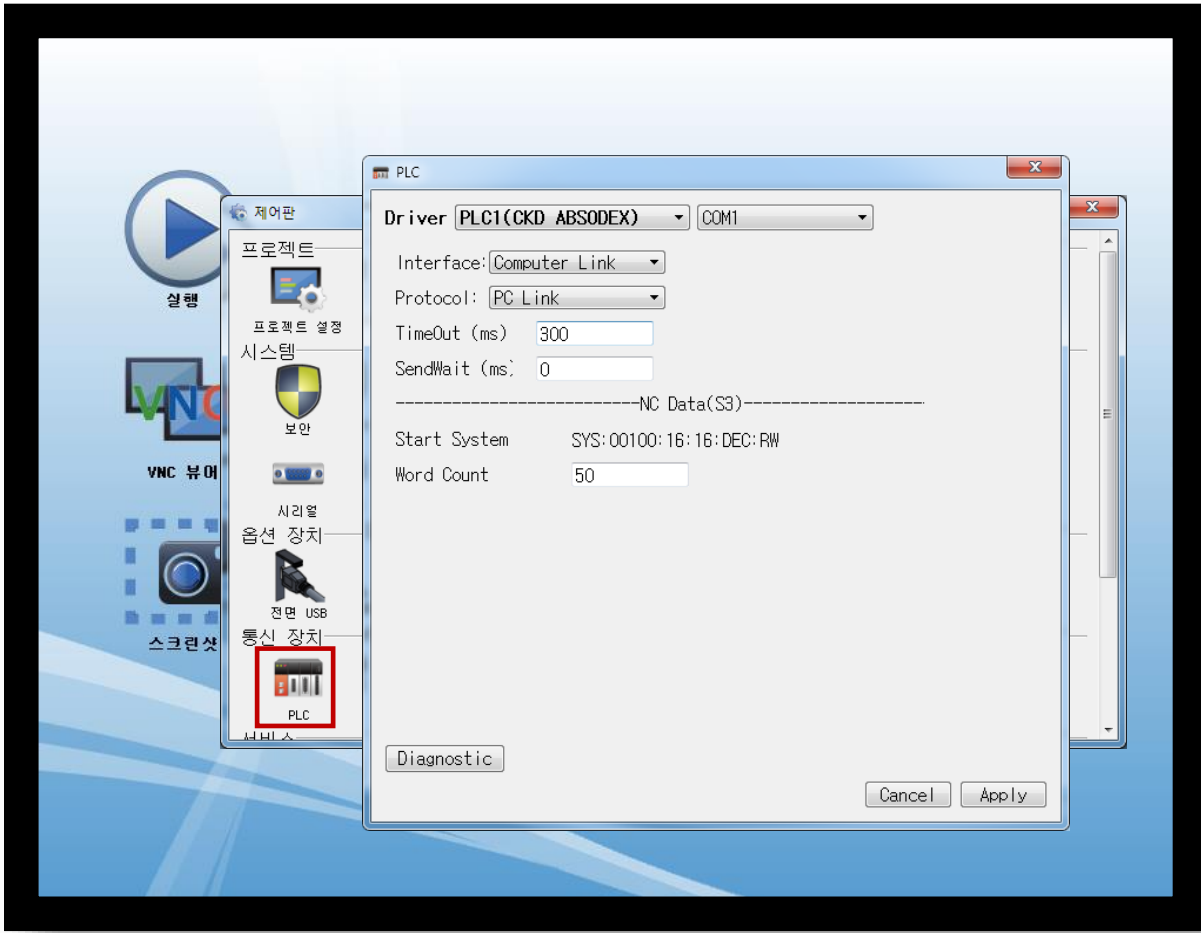 실행
VNC 뷰어
스크린샷
제어판
프로젝트
프로젝트 설정
시스템
보안
시리얼
옵션 장치
전면 USB
통신 장치
PLC
서비스
PLC
Driver PLC1(CKD ABSODEX) COM1
Interface: Computer Link
Protocol: PC Link
TimeOut (ms) 300
SendWait (ms) 0
--------------------------NC Data(S3)--------------------
Start System SYS:00100:16:16:DEC:RW
Word Count 50
Diagnostic
Cancel Apply